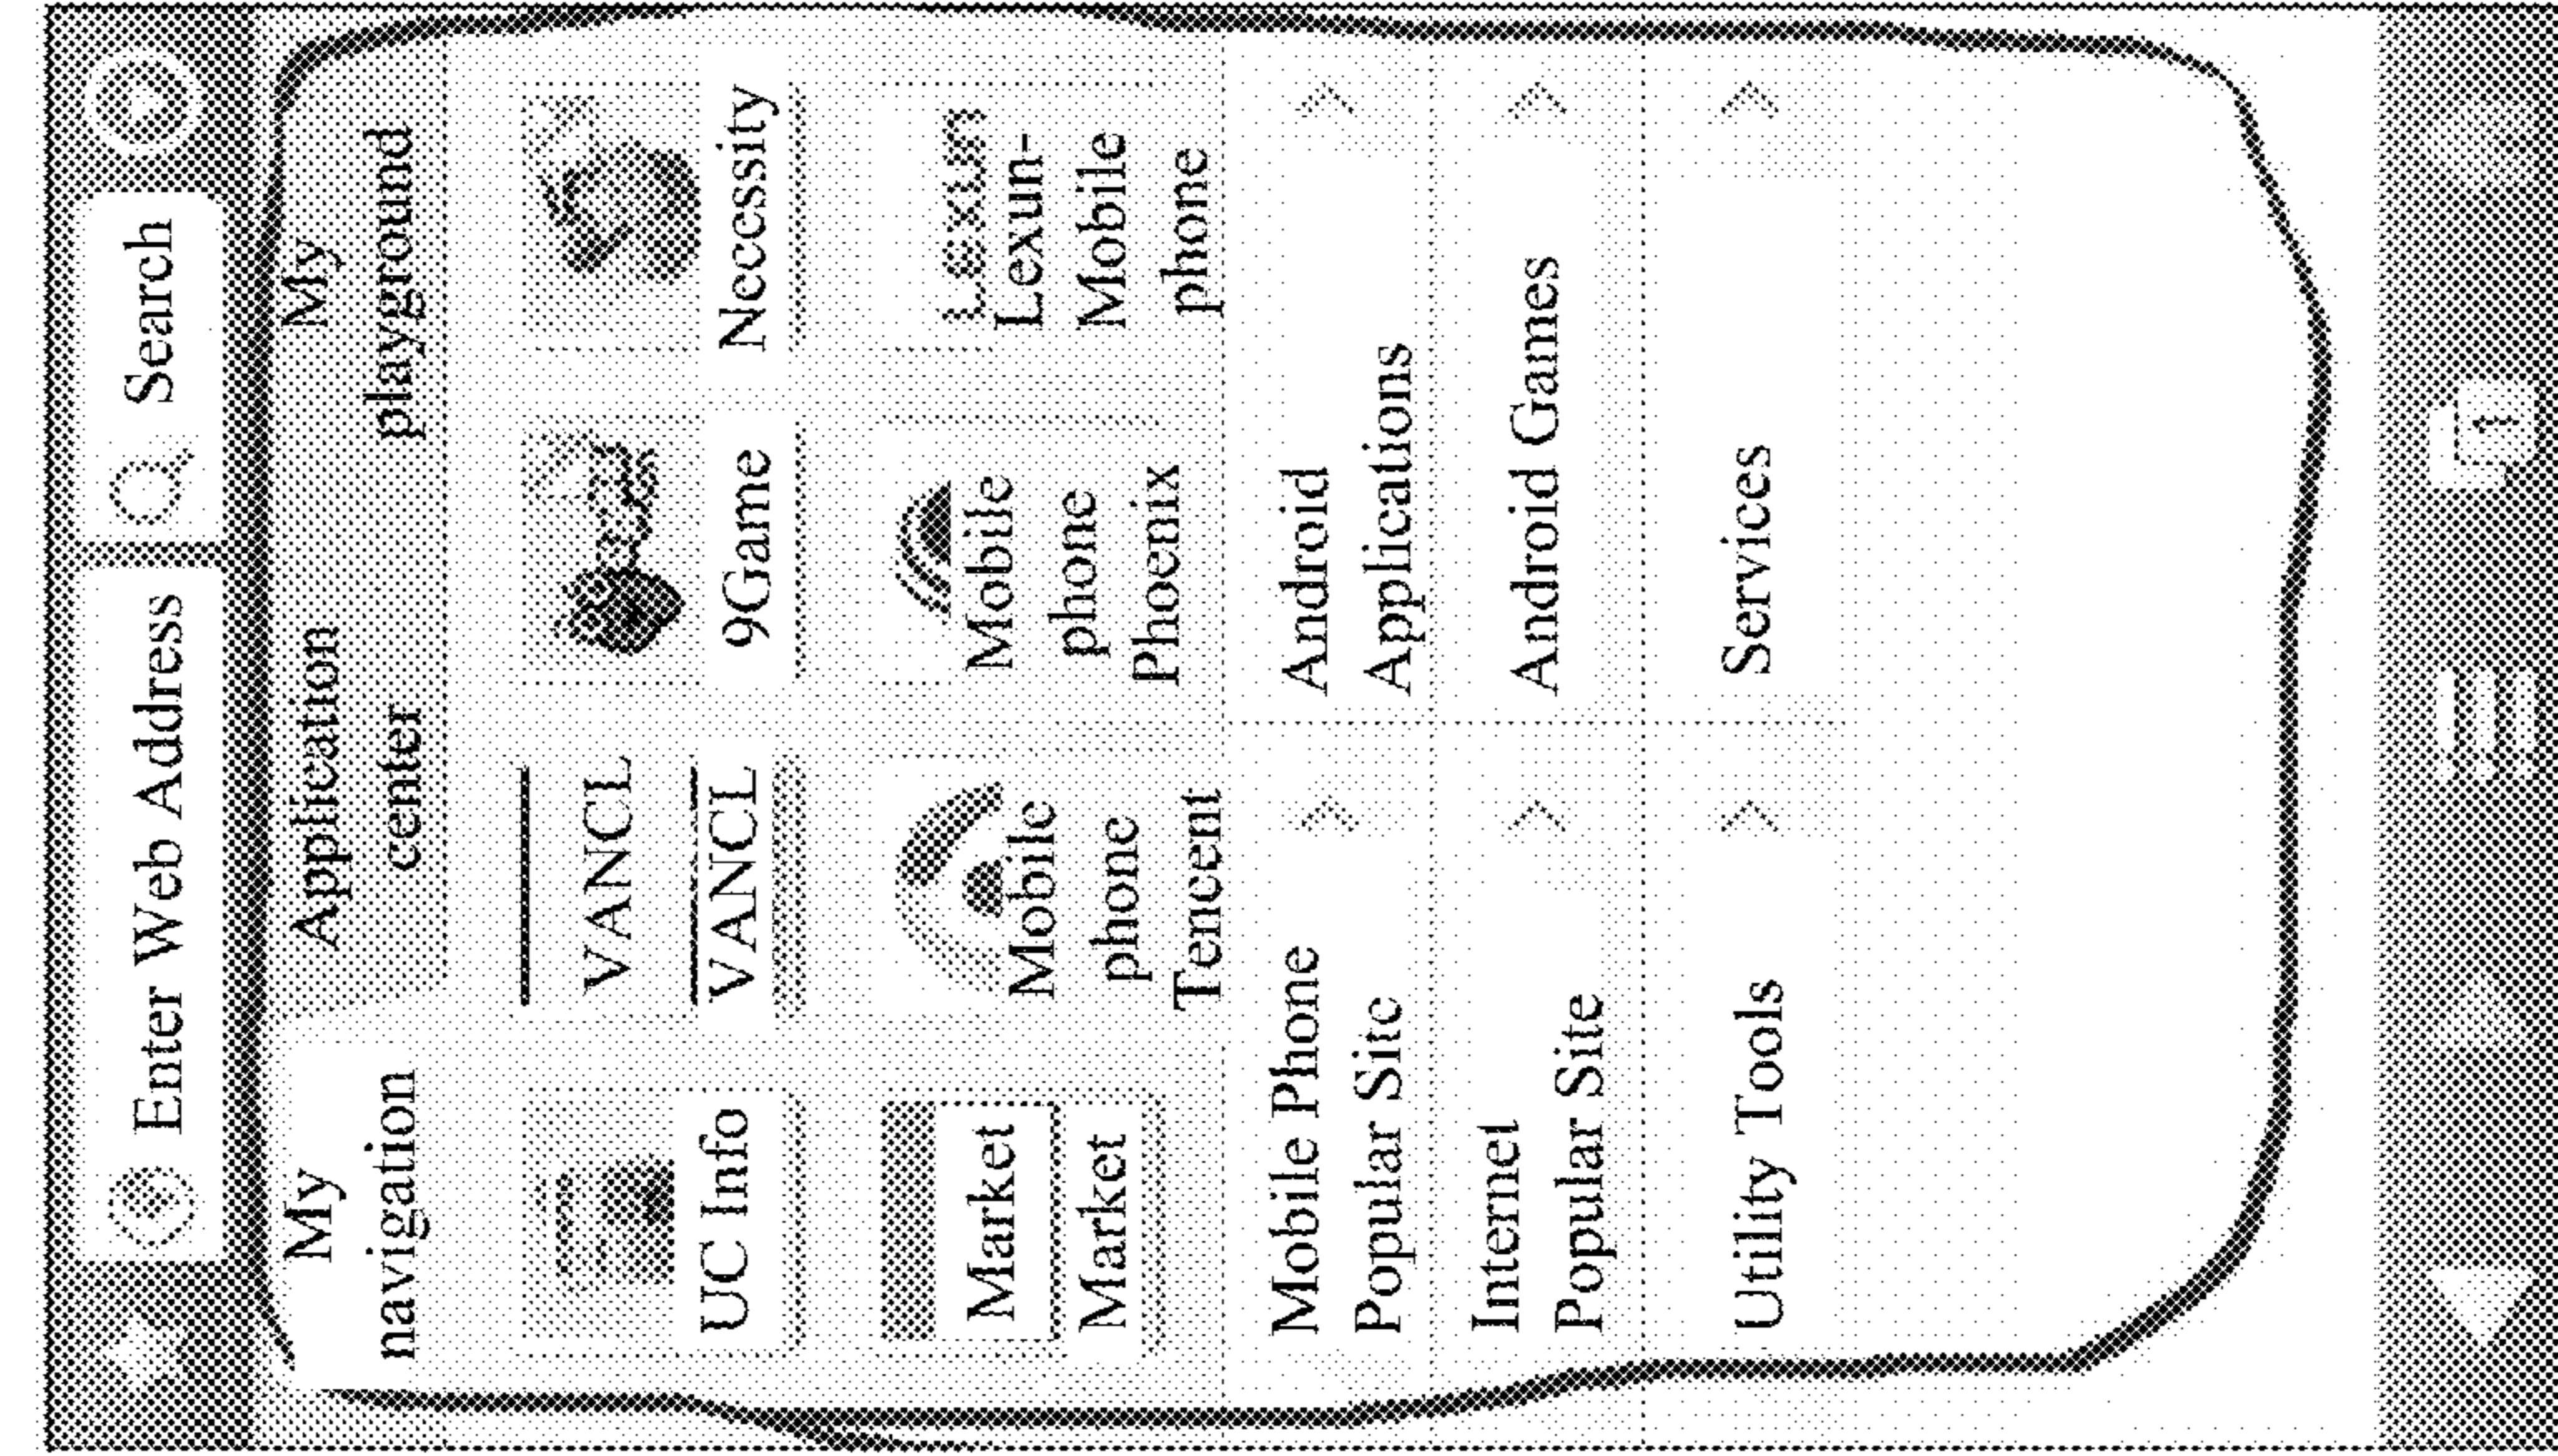 Enter Web Address
Search
My
navigation
Application
center
My
playground
UC Info
VANCL
VANCL
9Game
Necessity
Market
Market
Mobile
phone
Tencent
Mobile
phone
Phoenix
Lexun
Lexun-
Mobile
phone
Mobile Phone
Popular Site
Android
Applications
Internet
Popular Site
Android Games
Utility Tools
Services
1